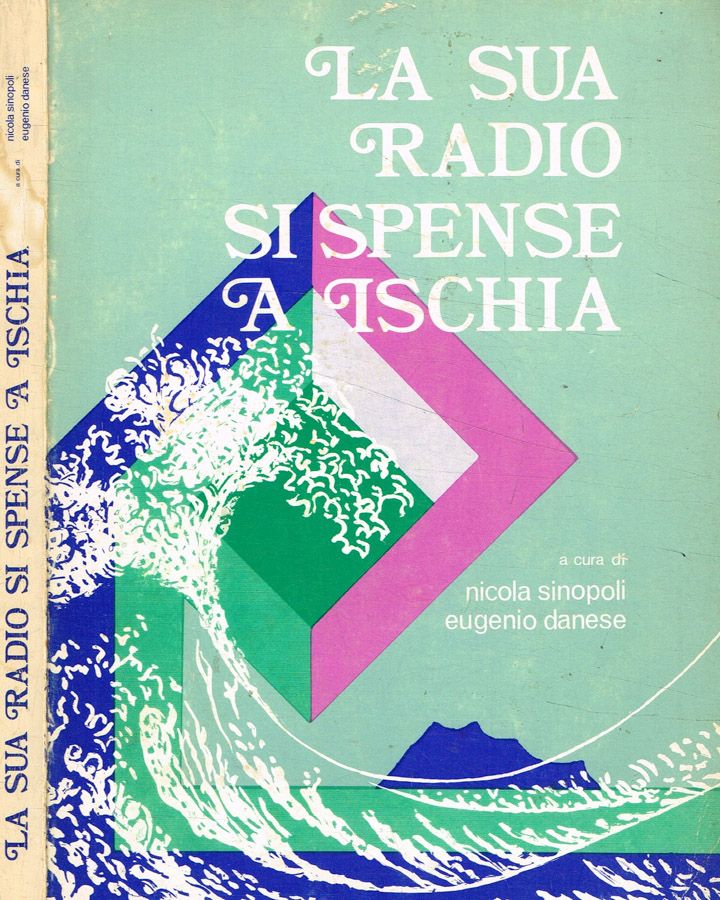 LA SUA
RADIO
SI SPENSE
A ISCHIA
a cura di
nicola sinopoli
eugenio danese
LA SUA RADIO SI SPENSE A ISCHIA
a cura di
nicola sinopoli
eugenio danese